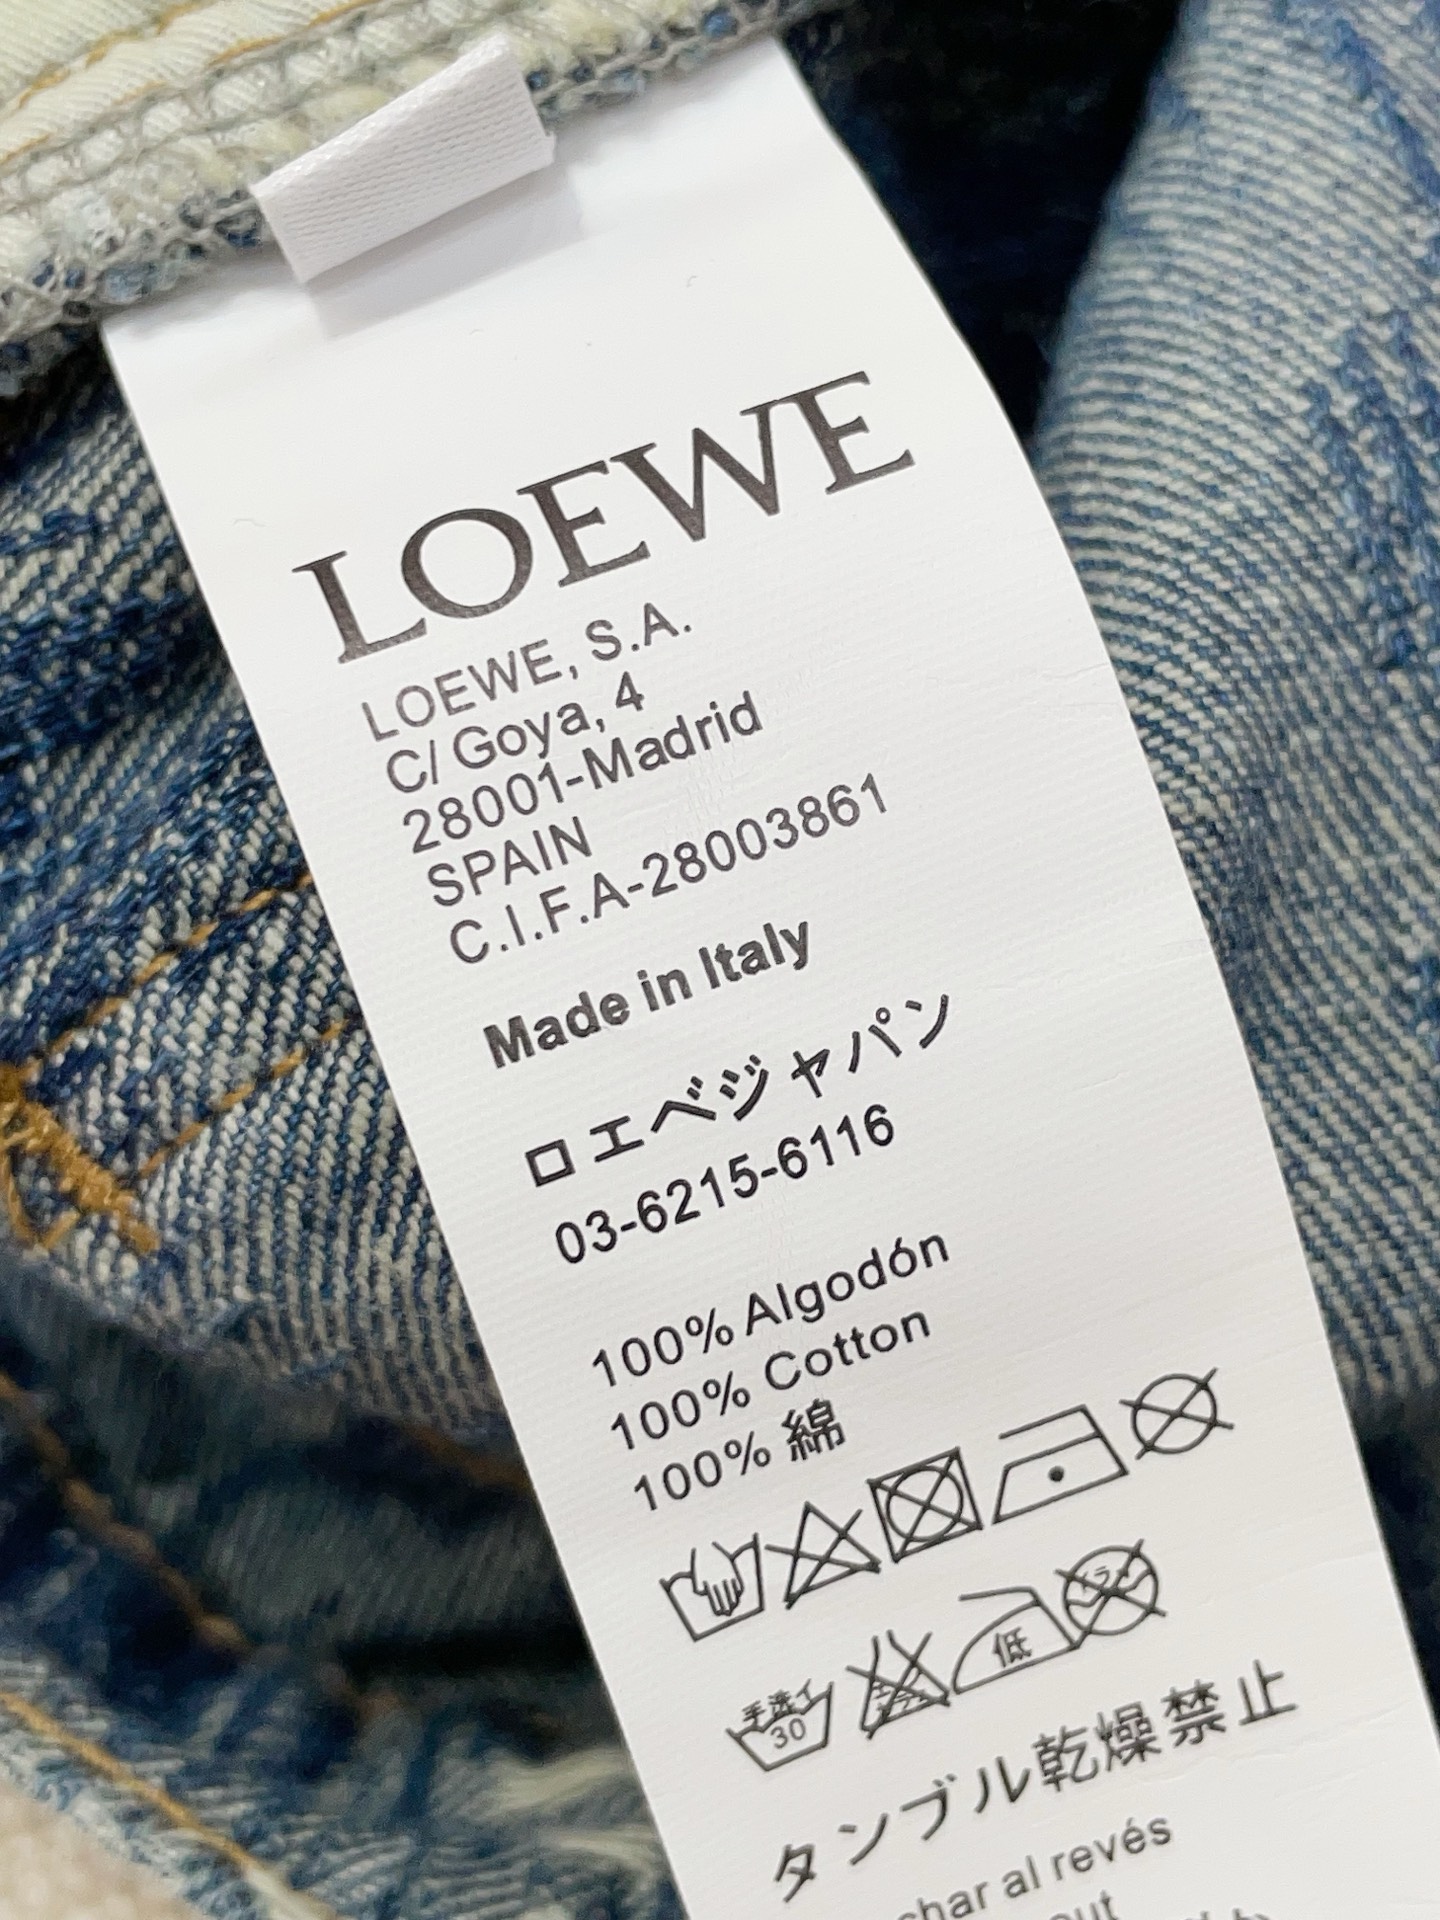 LOEWE
LOEWE, S.A.
C/ Goya, 4
28001-Madrid
SPAIN
C.I.F.A-28003861
Made in Italy
ロエベジャパン
03-6215-6116
100% Algodón
100% Cotton
100% 綿
手洗イ
30
低
タンブル乾燥禁止
char al revés
out